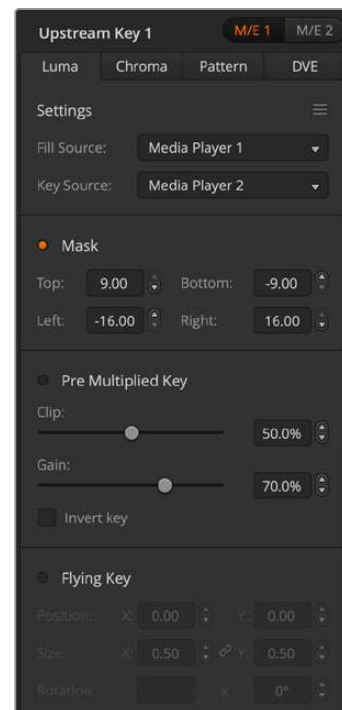 Upstream Key 1 M/E 1 M/E 2
Luma Chroma Pattern DVE
Settings
Fill Source: Media Player 1
Key Source: Media Player 2
Mask
Top: 9.00 Bottom: -9.00
Left: -16.00 Right: 16.00
Pre Multiplied Key
Clip:
50.0%
Gain:
70.0%
Invert key
Flying Key
Position: X: 0.00 Y: 0.00
Size: X: 0.50 Y: 0.50
Rotation: x 0°